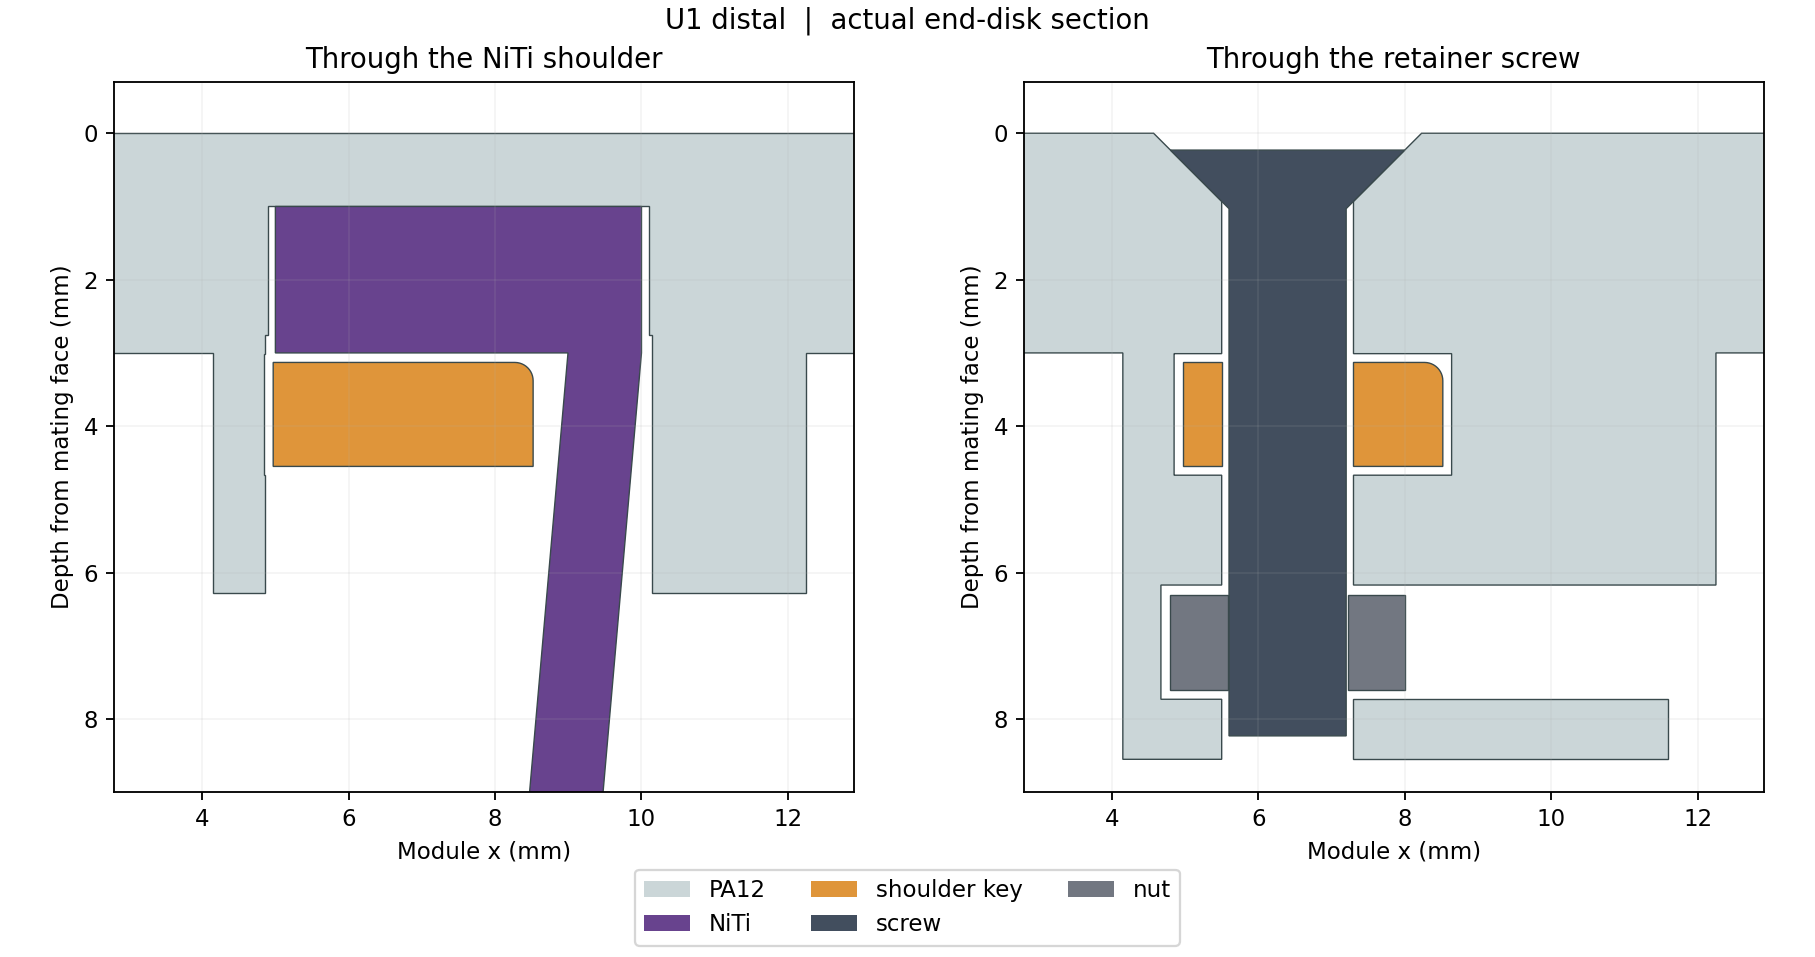 U1 distal | actual end-disk section
Through the NiTi shoulder
Through the retainer screw
Depth from mating face (mm)
0
2
4
6
8
4
6
8
10
12
Module x (mm)
Depth from mating face (mm)
0
2
4
6
8
4
6
8
10
12
Module x (mm)
PA12
NiTi
shoulder key
screw
nut